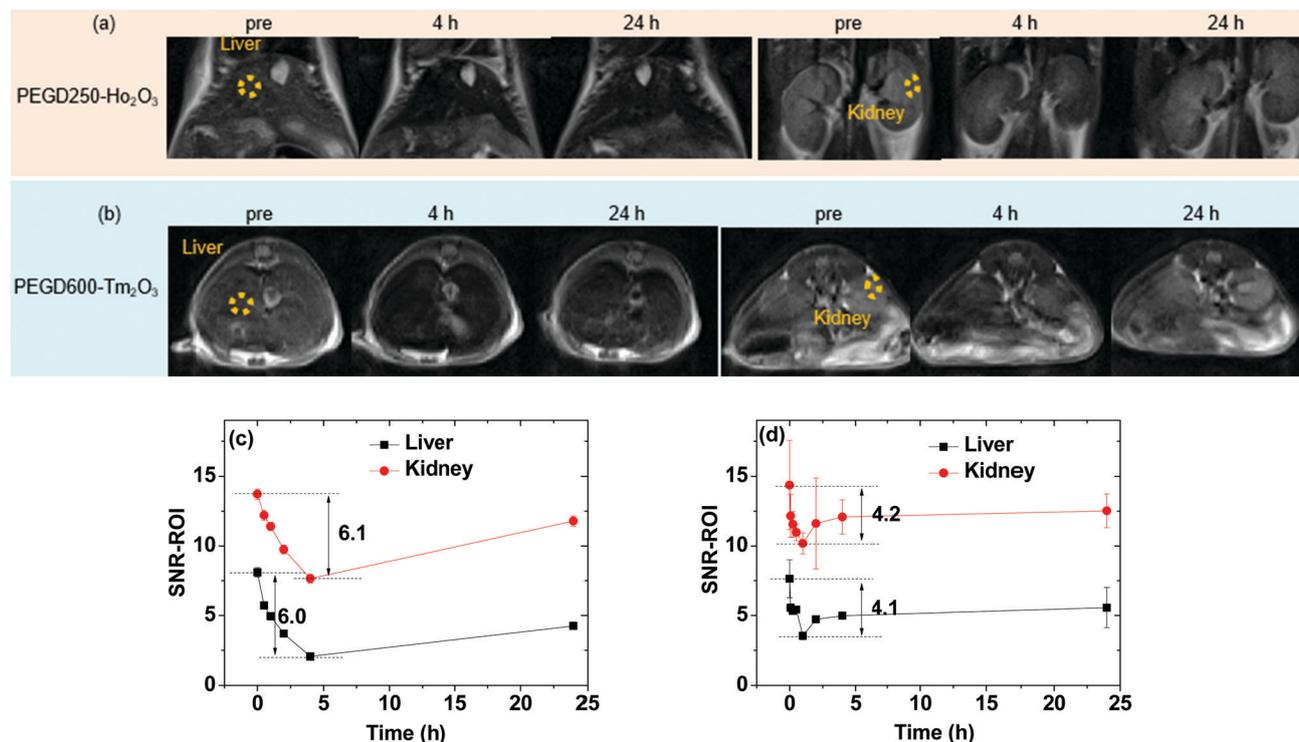 (a) pre 4 h 24 h pre 4 h 24 h
Liver
PEGD250-Ho₂O₃
Kidney
(b) pre 4 h 24 h pre 4 h 24 h
Liver
PEGD600-Tm₂O₃
Kidney
(c)
Liver
Kidney
SNR-ROI
15
10
5
0
6.1
6.0
0 5 10 15 20 25
Time (h)
(d)
Liver
Kidney
SNR-ROI
15
10
5
0
4.2
4.1
0 5 10 15 20 25
Time (h)